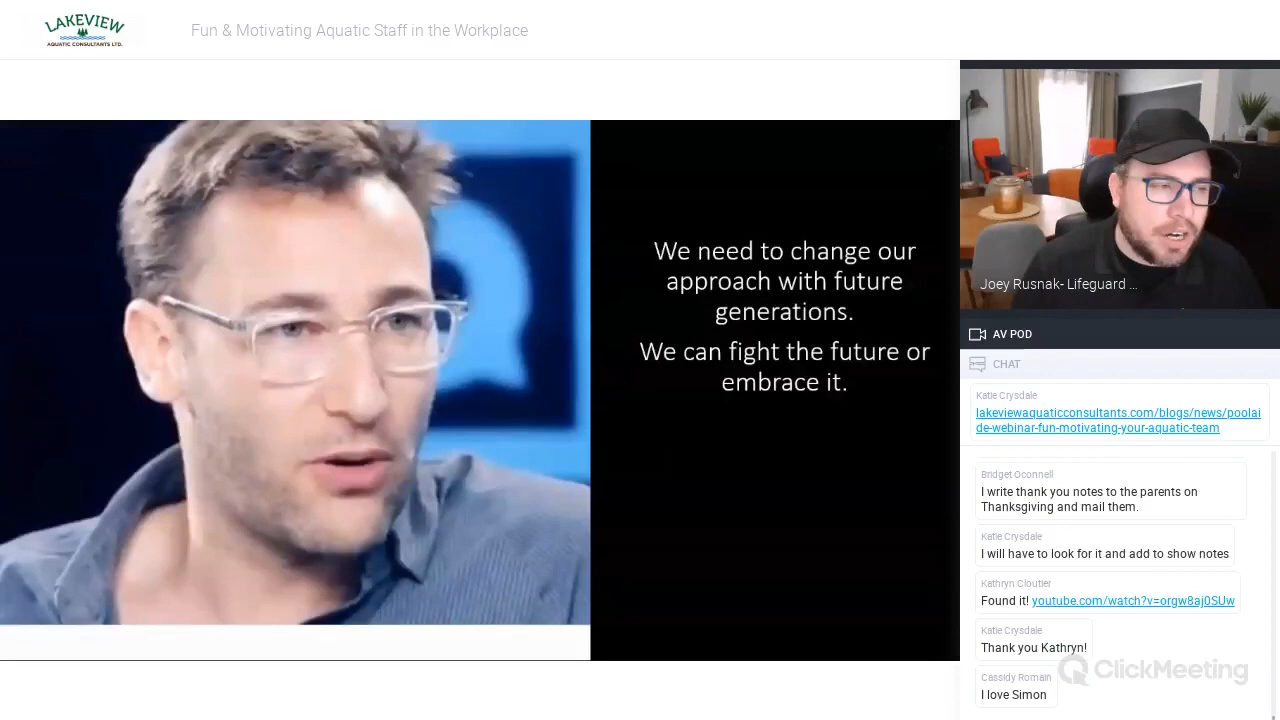 LAKEVIEW
AQUATIC CONSULTANTS LTD.
Fun & Motivating Aquatic Staff in the Workplace
We need to change our
approach with future
generations.
We can fight the future or
embrace it.
Joey Rusnak- Lifeguard ...
AV POD
CHAT
Katie Crysdale
lakeviewaquaticconsultants.com/blogs/news/poolai
de-webinar-fun-motivating-your-aquatic-team
Bridget Oconnell
I write thank you notes to the parents on
Thanksgiving and mail them.
Katie Crysdale
I will have to look for it and add to show notes
Kathryn Cloutier
Found it! youtube.com/watch?v=orgw8aj0SUw
Katie Crysdale
Thank you Kathryn!
ClickMeeting
Cassidy Romain
I love Simon